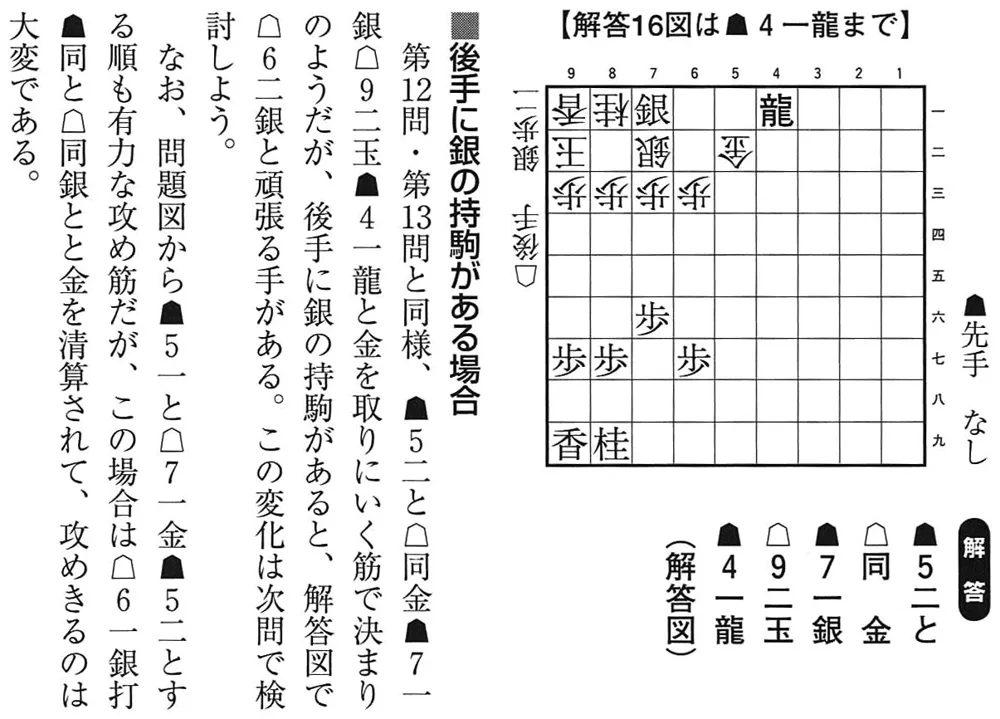 【解答16図は☗4一龍まで】
9 8 7 6 5 4 3 2 1
香 桂 銀 龍 一
王 銀 金 二
歩 歩 歩 歩 三
四
五
歩 六
歩 歩 歩 七
八
香 桂 九
☗先手 なし
☖後手 銀歩二
解答
☗5二と
☖同金
☗7一銀
☖9二玉
☗4一龍
(解答図)
■後手に銀の持駒がある場合
第12問・第13問と同様、☗5二と☖同金☗7一
銀☖9二玉☗4一龍と金を取りにいく筋で決まり
のようだが、後手に銀の持駒があると、解答図で
☖6二銀と頑張る手がある。この変化は次問で検
討しよう。
なお、問題図から☗5一と☖7一金☗5二とす
る順も有力な攻め筋だが、この場合は☖6一銀打
☗同と☖同銀とと金を清算されて、攻めきるのは
大変である。